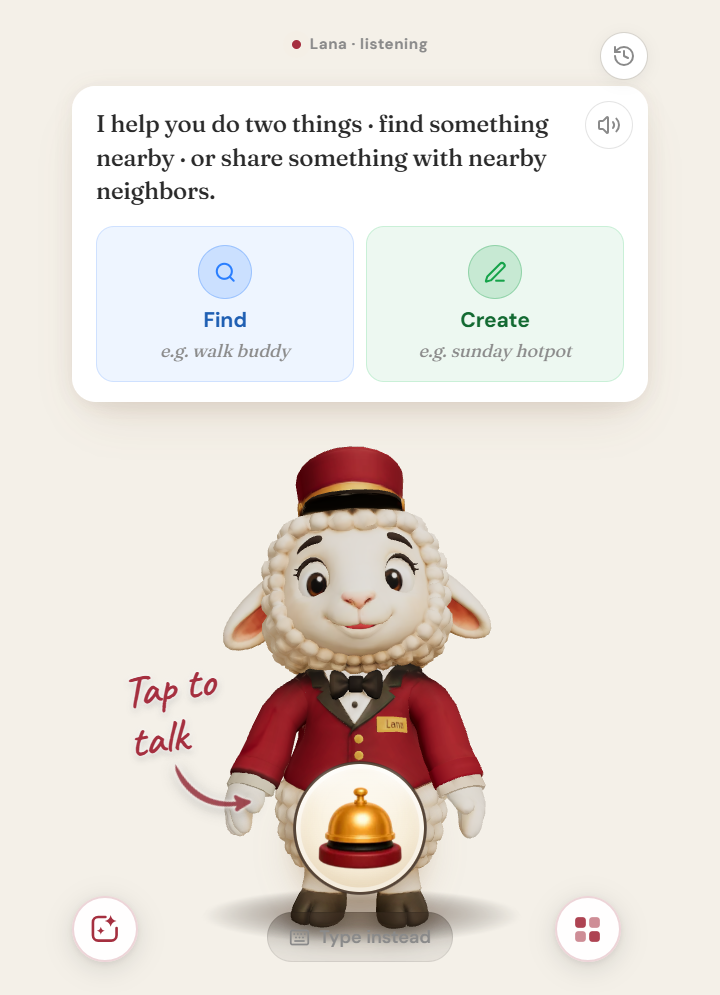 Lana · listening
I help you do two things · find something
nearby · or share something with nearby
neighbors.
Find
e.g. walk buddy
Create
e.g. sunday hotpot
Tap to
talk
Lana
Type instead